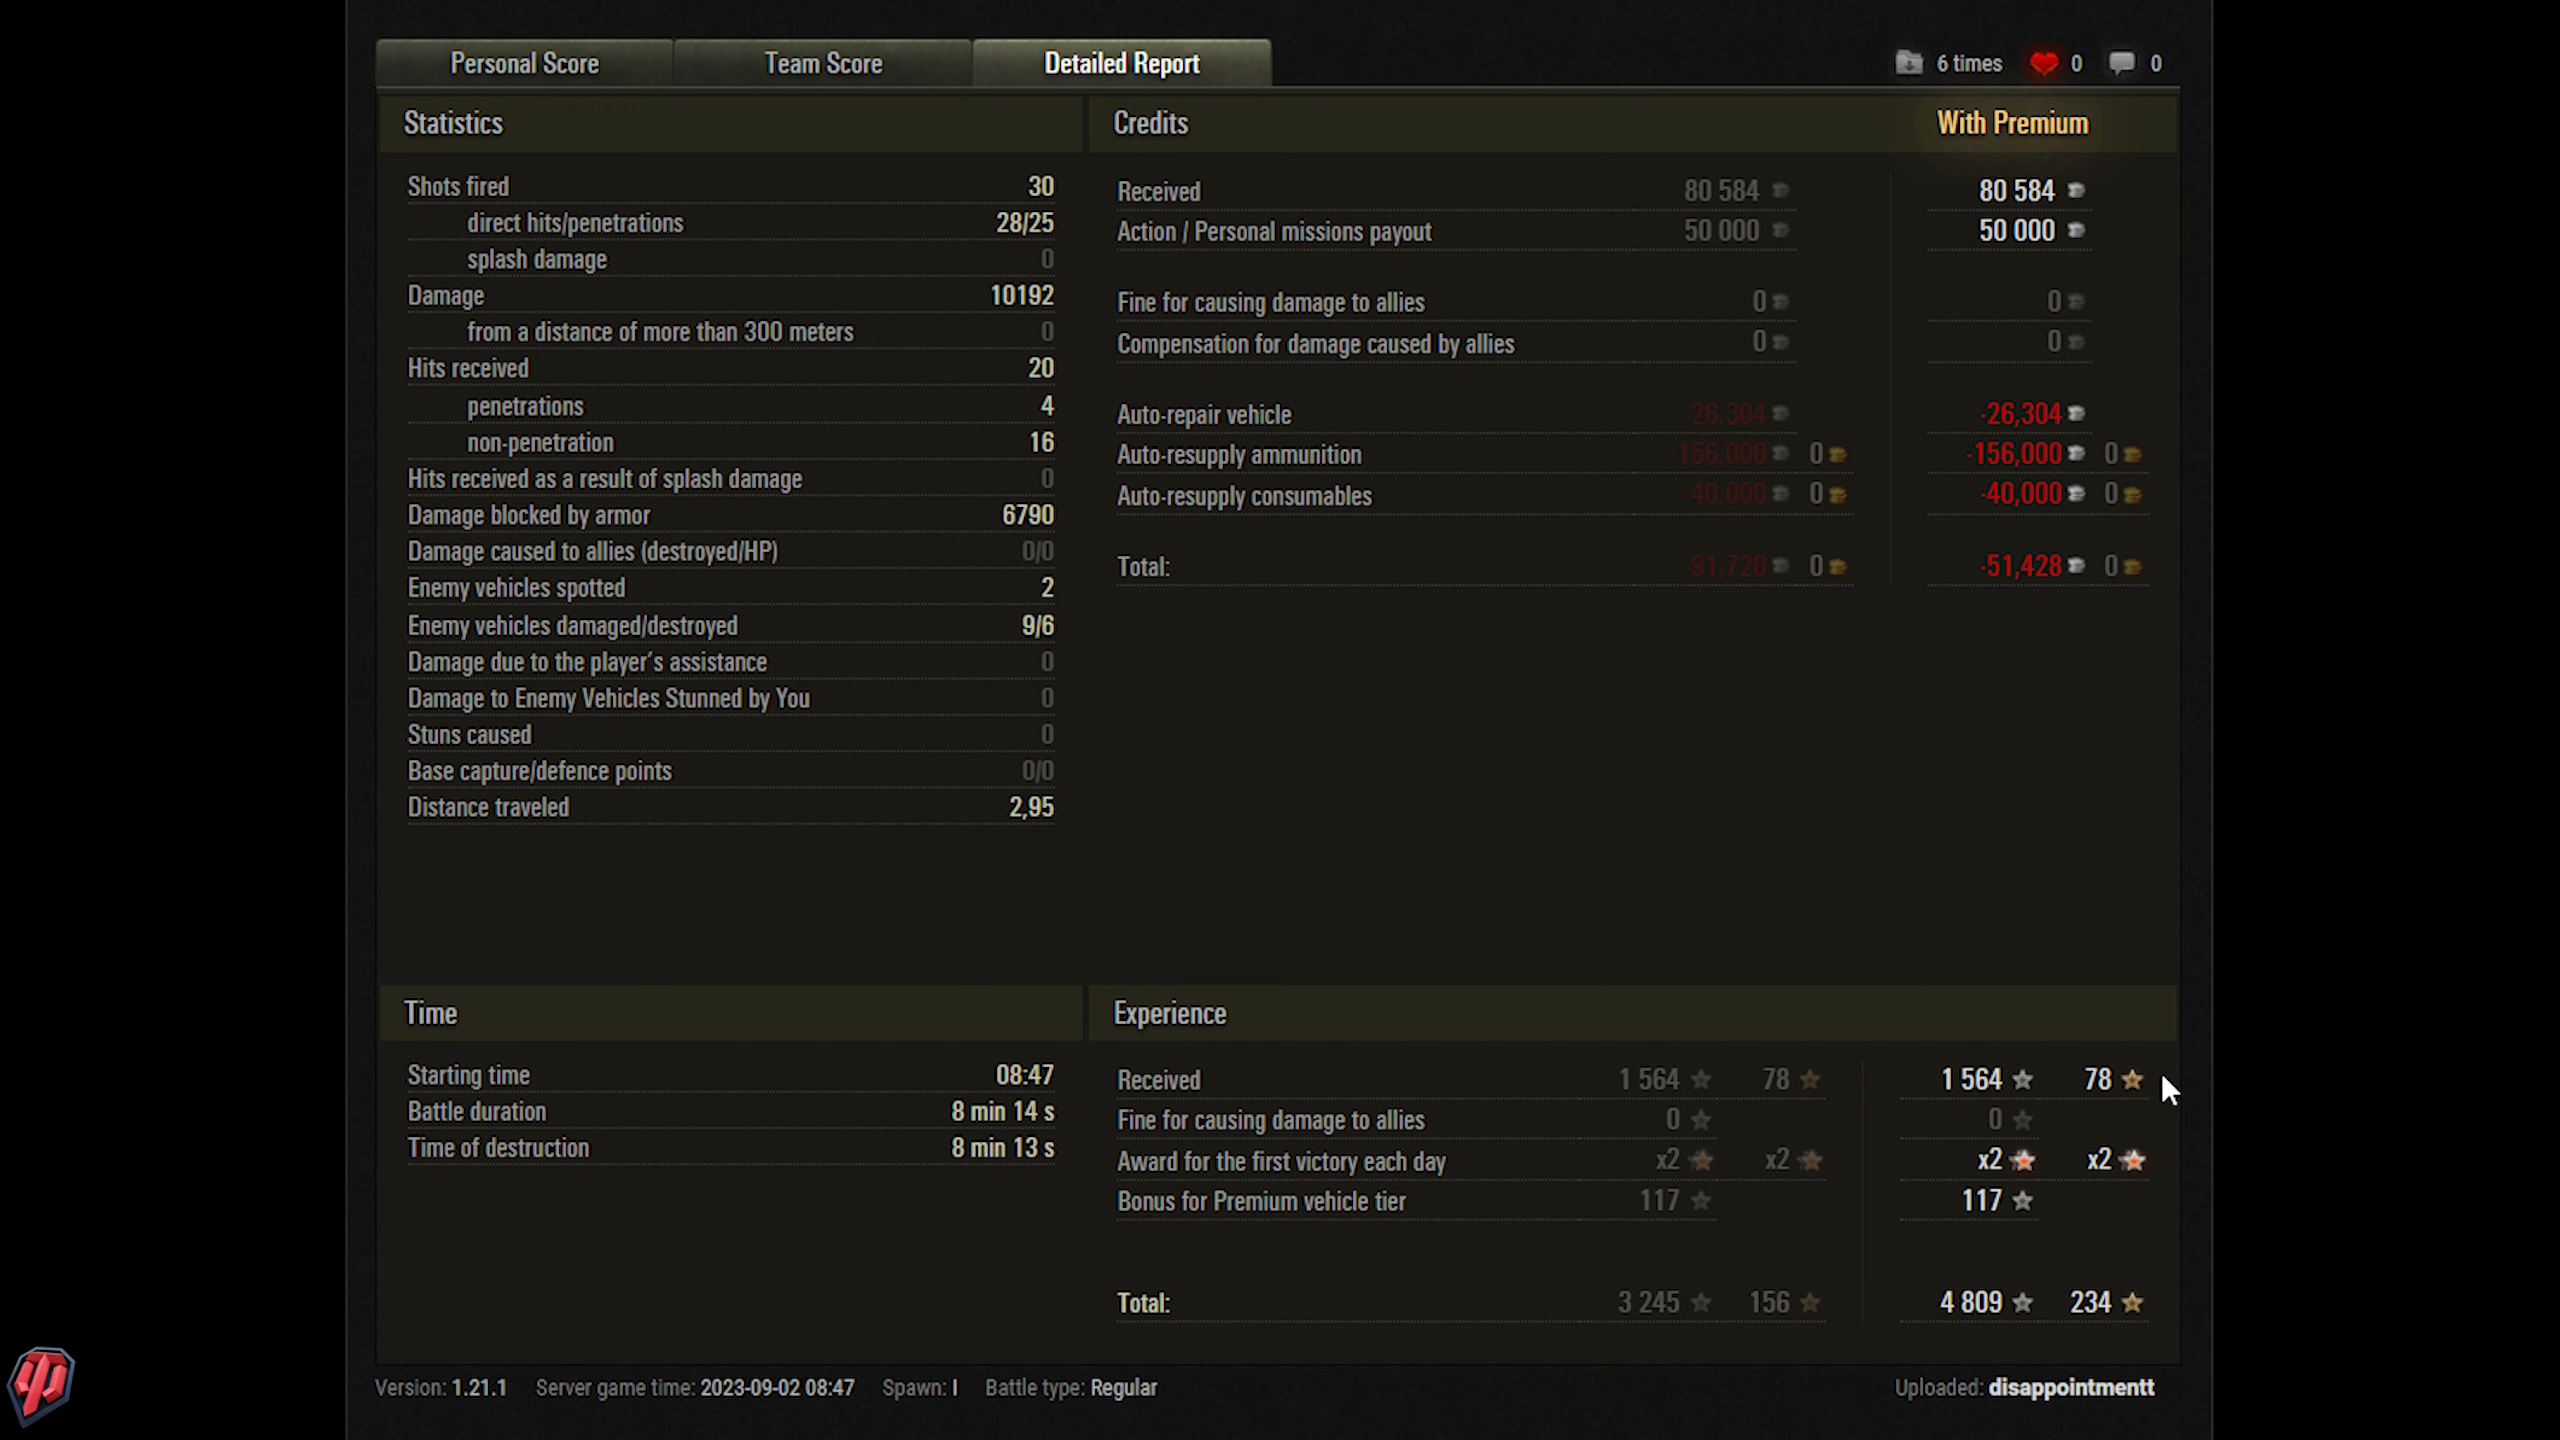 Personal Score Team Score Detailed Report 6 times 0 0
Statistics
Shots fired 30
direct hits/penetrations 28/25
splash damage 0
Damage 10192
from a distance of more than 300 meters 0
Hits received 20
penetrations 4
non-penetration 16
Hits received as a result of splash damage 0
Damage blocked by armor 6790
Damage caused to allies (destroyed/HP) 0/0
Enemy vehicles spotted 2
Enemy vehicles damaged/destroyed 9/6
Damage due to the player's assistance 0
Damage to Enemy Vehicles Stunned by You 0
Stuns caused 0
Base capture/defence points 0/0
Distance traveled 2,95
Credits With Premium
Received 80 584 80 584
Action / Personal missions payout 50 000 50 000
Fine for causing damage to allies 0 0
Compensation for damage caused by allies 0 0
Auto-repair vehicle -26,304 -26,304
Auto-resupply ammunition -156,000 0 -156,000 0
Auto-resupply consumables -40,000 0 -40,000 0
Total: -91,720 0 -51,428 0
Time
Starting time 08:47
Battle duration 8 min 14 s
Time of destruction 8 min 13 s
Experience
Received 1 564 78 1 564 78
Fine for causing damage to allies 0 0
Award for the first victory each day x2 x2 x2 x2
Bonus for Premium vehicle tier 117 117
Total: 3 245 156 4 809 234
Version: 1.21.1 Server game time: 2023-09-02 08:47 Spawn: I Battle type: Regular Uploaded: disappointmentt